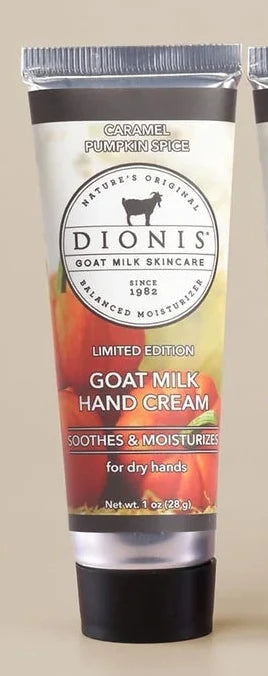 CARAMEL
PUMPKIN SPICE
NATURE'S ORIGINAL
DIONIS®
GOAT MILK SKINCARE
SINCE
1982
BALANCED MOISTURIZER
LIMITED EDITION
GOAT MILK
HAND CREAM
SOOTHES & MOISTURIZES
for dry hands
Net wt. 1 oz (28 g)